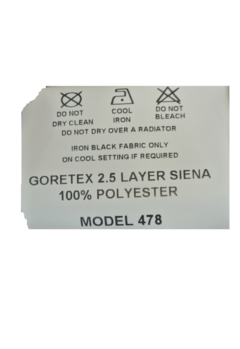 DO NOT DRY CLEAN
COOL IRON
DO NOT BLEACH
DO NOT DRY OVER A RADIATOR
IRON BLACK FABRIC ONLY
ON COOL SETTING IF REQUIRED
GORETEX 2.5 LAYER SIENA
100% POLYESTER
MODEL 478